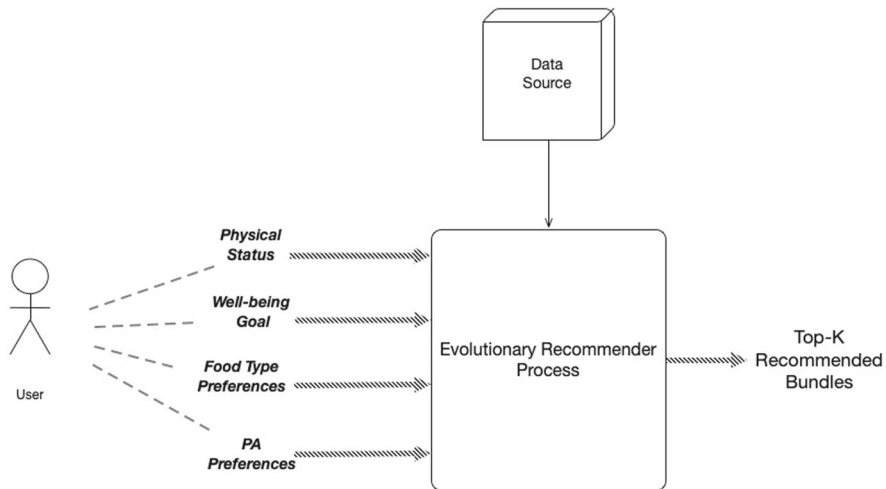 Data
Source
Physical
Status
Well-being
Goal
Food Type
Preferences
PA
Preferences
User
Evolutionary Recommender
Process
Top-K
Recommended
Bundles